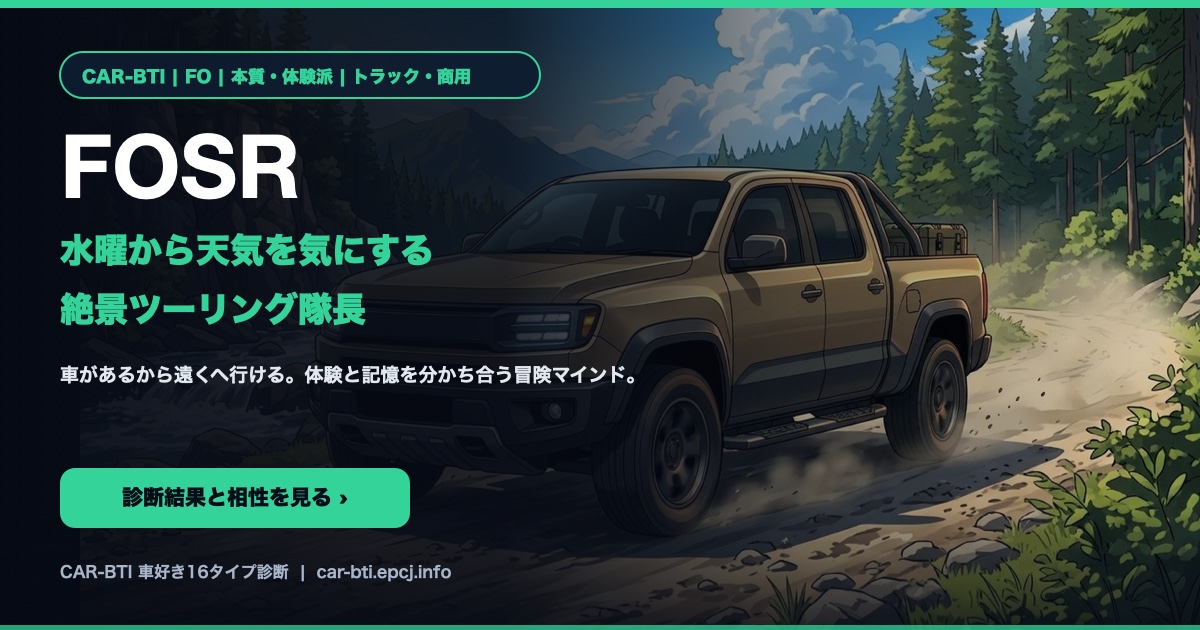 CAR-BTI | FO | 本質・体験派 | トラック・商用
FOSR
水曜から天気を気にする
絶景ツーリング隊長
車があるから遠くへ行ける。体験と記憶を分かち合う冒険マインド。
診断結果と相性を見る ›
CAR-BTI 車好き16タイプ診断 | car-bti.epcj.info